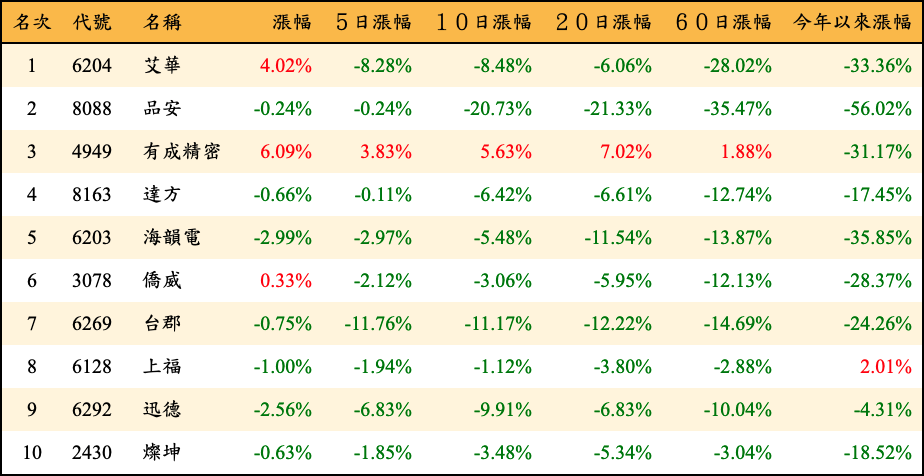 名次 代號 名稱 漲幅 5日漲幅 10日漲幅 20日漲幅 60日漲幅 今年以來漲幅
1 6204 艾華 4.02% -8.28% -8.48% -6.06% -28.02% -33.36%
2 8088 品安 -0.24% -0.24% -20.73% -21.33% -35.47% -56.02%
3 4949 有成精密 6.09% 3.83% 5.63% 7.02% 1.88% -31.17%
4 8163 達方 -0.66% -0.11% -6.42% -6.61% -12.74% -17.45%
5 6203 海韻電 -2.99% -2.97% -5.48% -11.54% -13.87% -35.85%
6 3078 僑威 0.33% -2.12% -3.06% -5.95% -12.13% -28.37%
7 6269 台郡 -0.75% -11.76% -11.17% -12.22% -14.69% -24.26%
8 6128 上福 -1.00% -1.94% -1.12% -3.80% -2.88% 2.01%
9 6292 迅德 -2.56% -6.83% -9.91% -6.83% -10.04% -4.31%
10 2430 燦坤 -0.63% -1.85% -3.48% -5.34% -3.04% -18.52%